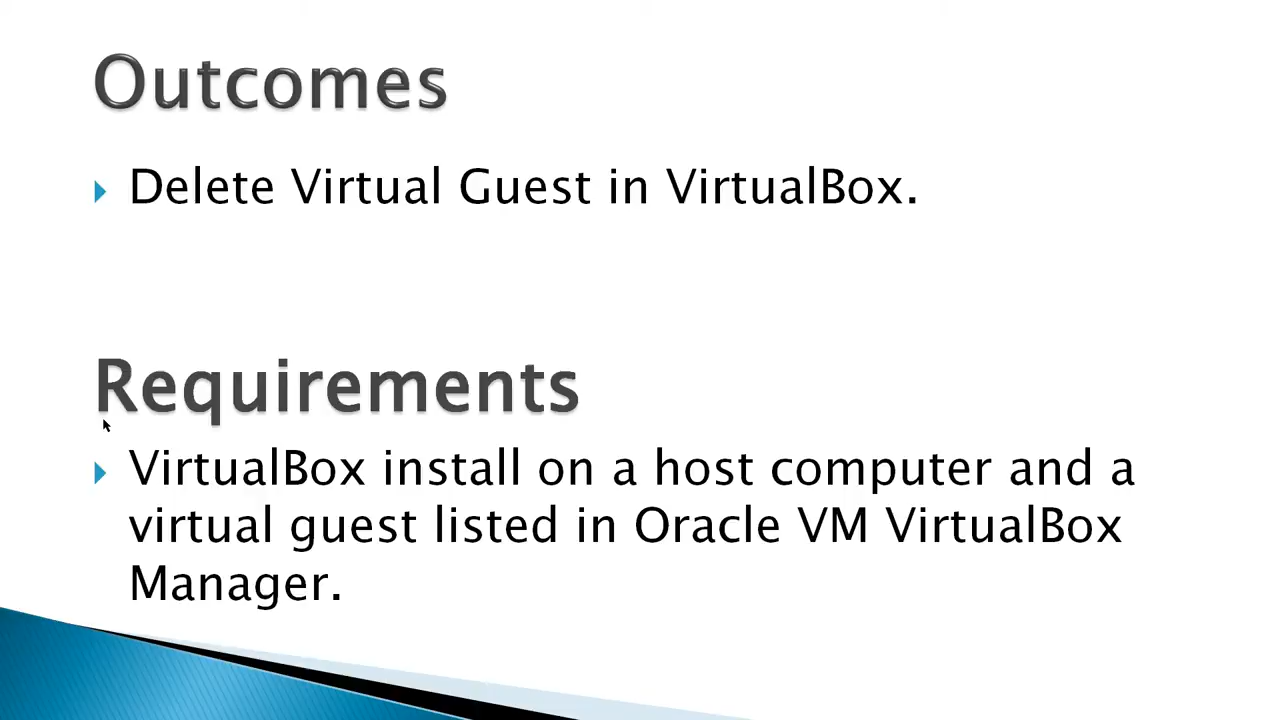 Outcomes
Delete Virtual Guest in VirtualBox.
Requirements
VirtualBox install on a host computer and a
virtual guest listed in Oracle VM VirtualBox
Manager.